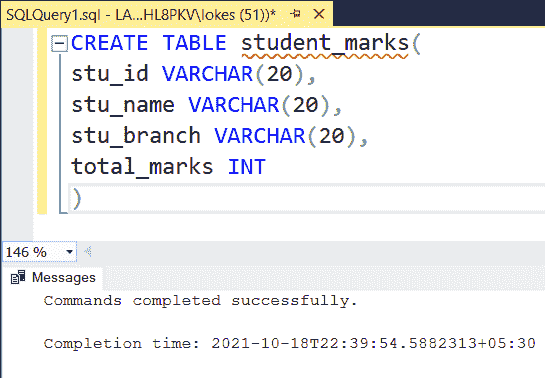 SQLQuery1.sql - LA...HL8PKV\lokes (51))*
CREATE TABLE student_marks(
stu_id VARCHAR(20),
stu_name VARCHAR(20),
stu_branch VARCHAR(20),
total_marks INT
)
146 %
Messages
Commands completed successfully.
Completion time: 2021-10-18T22:39:54.5882313+05:30